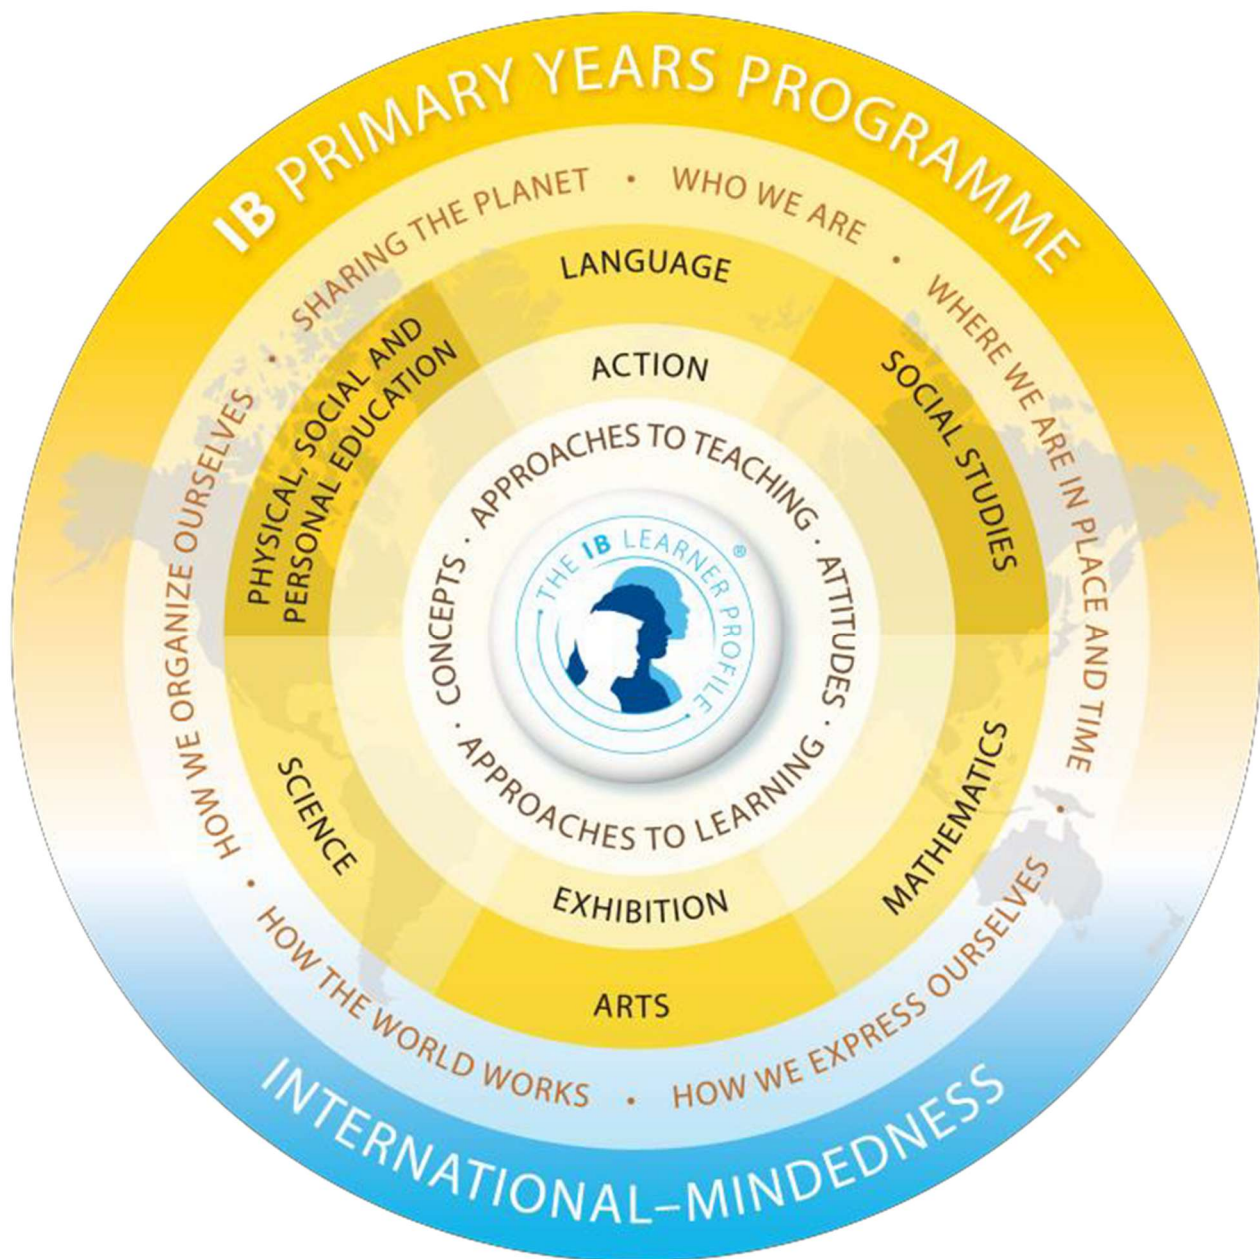 IB PRIMARY YEARS PROGRAMME
SHARING THE PLANET
WHO WE ARE
WHERE WE ARE IN PLACE AND TIME
HOW WE EXPRESS OURSELVES
HOW THE WORLD WORKS
HOW WE ORGANIZE OURSELVES
LANGUAGE
SOCIAL STUDIES
MATHEMATICS
ARTS
SCIENCE
PHYSICAL, SOCIAL AND
PERSONAL EDUCATION
ACTION
EXHIBITION
APPROACHES TO TEACHING
ATTITUDES
APPROACHES TO LEARNING
CONCEPTS
THE IB LEARNER PROFILE®
INTERNATIONAL–MINDEDNESS